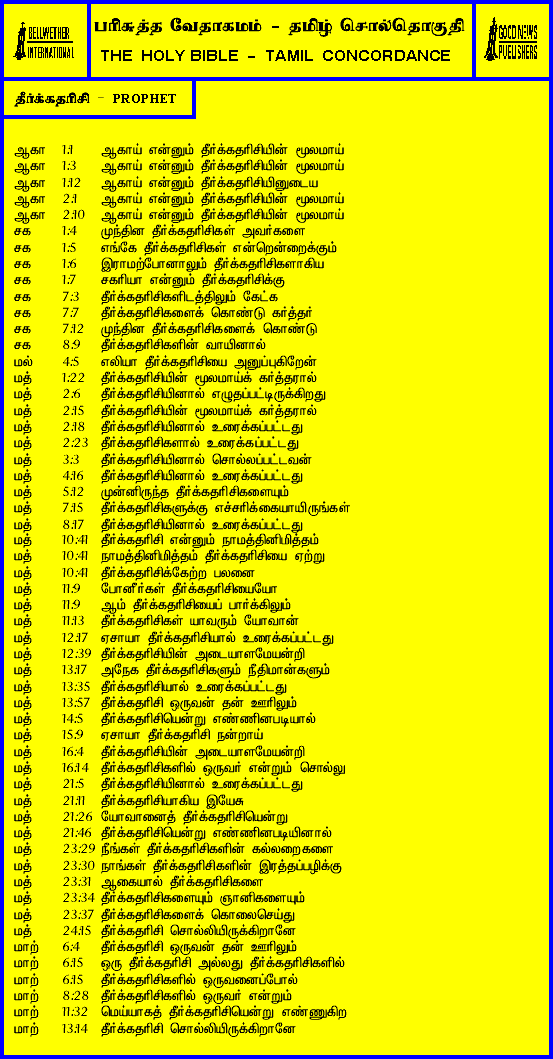 BELLWETHER
INTERNATIONAL
பரிசுத்த வேதாகமம் - தமிழ் சொல்தொகுதி
THE HOLY BIBLE - TAMIL CONCORDANCE
GOOD NEWS
PUBLISHERS
தீர்க்கதரிசி - PROPHET
ஆகா 1:1 ஆகாய் என்னும் தீர்க்கதரிசியின் மூலமாய்
ஆகா 1:3 ஆகாய் என்னும் தீர்க்கதரிசியின் மூலமாய்
ஆகா 1:12 ஆகாய் என்னும் தீர்க்கதரிசியினுடைய
ஆகா 2:1 ஆகாய் என்னும் தீர்க்கதரிசியின் மூலமாய்
ஆகா 2:10 ஆகாய் என்னும் தீர்க்கதரிசியின் மூலமாய்
சக 1:4 முந்தின தீர்க்கதரிசிகள் அவர்களை
சக 1:5 எங்கே தீர்க்கதரிசிகள் என்றென்றைக்கும்
சக 1:6 இராமற்போனாலும் தீர்க்கதரிசிகளாகிய
சக 1:7 சகரியா என்னும் தீர்க்கதரிசிக்கு
சக 7:3 தீர்க்கதரிசிகளிடத்திலும் கேட்க
சக 7:7 தீர்க்கதரிசிகளைக் கொண்டு கர்த்தர்
சக 7:12 முந்தின தீர்க்கதரிசிகளைக் கொண்டு
சக 8:9 தீர்க்கதரிசிகளின் வாயினால்
மல் 4:5 எலியா தீர்க்கதரிசியை அனுப்புகிறேன்
மத் 1:22 தீர்க்கதரிசியின் மூலமாய்க் கர்த்தரால்
மத் 2:6 தீர்க்கதரிசியினால் எழுதப்பட்டிருக்கிறது
மத் 2:15 தீர்க்கதரிசியின் மூலமாய்க் கர்த்தரால்
மத் 2:18 தீர்க்கதரிசியினால் உரைக்கப்பட்டது
மத் 2:23 தீர்க்கதரிசிகளால் உரைக்கப்பட்டது
மத் 3:3 தீர்க்கதரிசியினால் சொல்லப்பட்டவன்
மத் 4:16 தீர்க்கதரிசியினால் உரைக்கப்பட்டது
மத் 5:12 முன்னிருந்த தீர்க்கதரிசிகளையும்
மத் 7:15 தீர்க்கதரிசிகளுக்கு எச்சரிக்கையாயிருங்கள்
மத் 8:17 தீர்க்கதரிசியினால் உரைக்கப்பட்டது
மத் 10:41 தீர்க்கதரிசி என்னும் நாமத்தினிமித்தம்
மத் 10:41 நாமத்தினிமித்தம் தீர்க்கதரிசியை ஏற்று
மத் 10:41 தீர்க்கதரிசிக்கேற்ற பலனை
மத் 11:9 போனீர்கள் தீர்க்கதரிசியையோ
மத் 11:9 ஆம் தீர்க்கதரிசியைப் பார்க்கிலும்
மத் 11:13 தீர்க்கதரிசிகள் யாவரும் யோவான்
மத் 12:17 ஏசாயா தீர்க்கதரிசியால் உரைக்கப்பட்டது
மத் 12:39 தீர்க்கதரிசியின் அடையாளமேயன்றி
மத் 13:17 அநேக தீர்க்கதரிசிகளும் நீதிமான்களும்
மத் 13:35 தீர்க்கதரிசியால் உரைக்கப்பட்டது
மத் 13:57 தீர்க்கதரிசி ஒருவன் தன் ஊரிலும்
மத் 14:5 தீர்க்கதரிசியென்று எண்ணினபடியால்
மத் 15:9 ஏசாயா தீர்க்கதரிசி நன்றாய்
மத் 16:4 தீர்க்கதரிசியின் அடையாளமேயன்றி
மத் 16:14 தீர்க்கதரிசிகளில் ஒருவர் என்றும் சொல்லு
மத் 21:5 தீர்க்கதரிசியினால் உரைக்கப்பட்டது
மத் 21:11 தீர்க்கதரிசியாகிய இயேசு
மத் 21:26 யோவானைத் தீர்க்கதரிசியென்று
மத் 21:46 தீர்க்கதரிசியென்று எண்ணினபடியினால்
மத் 23:29 நீங்கள் தீர்க்கதரிசிகளின் கல்லறைகளை
மத் 23:30 நாங்கள் தீர்க்கதரிசிகளின் இரத்தப்பழிக்கு
மத் 23:31 ஆகையால் தீர்க்கதரிசிகளை
மத் 23:34 தீர்க்கதரிசிகளையும் ஞானிகளையும்
மத் 23:37 தீர்க்கதரிசிகளைக் கொலைசெய்து
மத் 24:15 தீர்க்கதரிசி சொல்லியிருக்கிறானே
மாற் 6:4 தீர்க்கதரிசி ஒருவன் தன் ஊரிலும்
மாற் 6:15 ஒரு தீர்க்கதரிசி அல்லது தீர்க்கதரிசிகளில்
மாற் 6:15 தீர்க்கதரிசிகளில் ஒருவனைப்போல்
மாற் 8:28 தீர்க்கதரிசிகளில் ஒருவர் என்றும்
மாற் 11:32 மெய்யாகத் தீர்க்கதரிசியென்று எண்ணுகிற
மாற் 13:14 தீர்க்கதரிசி சொல்லியிருக்கிறானே